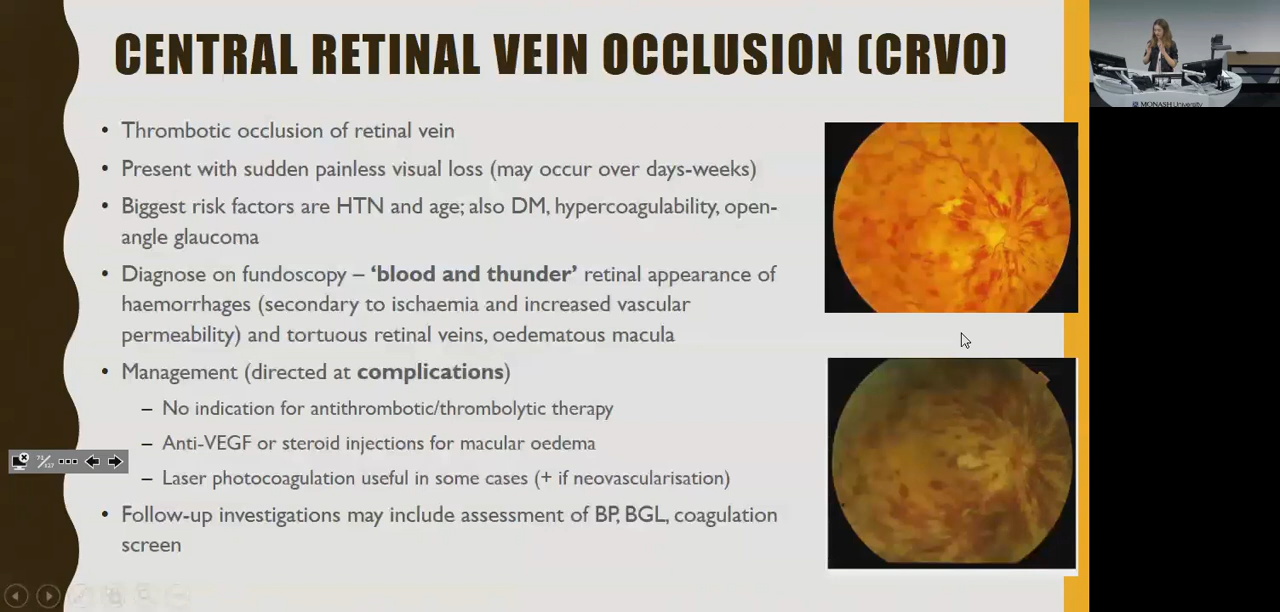 CENTRAL RETINAL VEIN OCCLUSION (CRVO)
• Thrombotic occlusion of retinal vein
• Present with sudden painless visual loss (may occur over days-weeks)
• Biggest risk factors are HTN and age; also DM, hypercoagulability, open-
angle glaucoma
• Diagnose on fundoscopy – ‘blood and thunder’ retinal appearance of
haemorrhages (secondary to ischaemia and increased vascular
permeability) and tortuous retinal veins, oedematous macula
• Management (directed at complications)
– No indication for antithrombotic/thrombolytic therapy
– Anti-VEGF or steroid injections for macular oedema
– Laser photocoagulation useful in some cases (+ if neovascularisation)
• Follow-up investigations may include assessment of BP, BGL, coagulation
screen
MONASH University